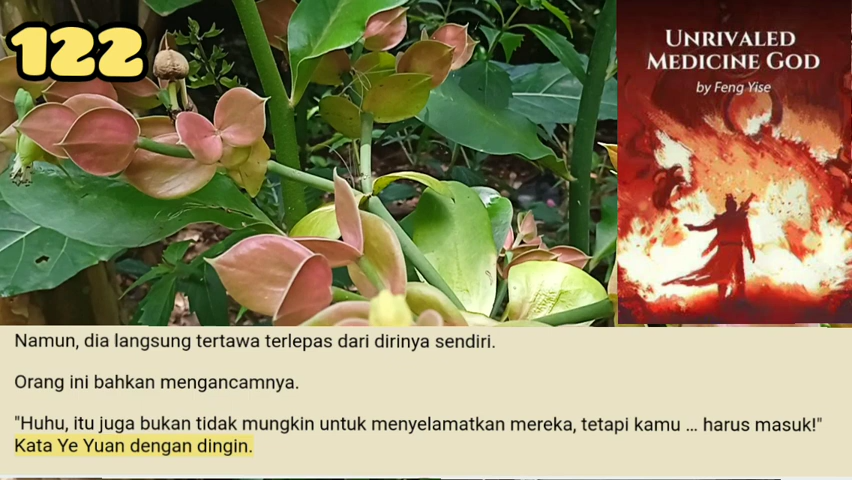 122
UNRIVALED
MEDICINE GOD
by Feng Yise
Namun, dia langsung tertawa terlepas dari dirinya sendiri.
Orang ini bahkan mengancamnya.
"Huhu, itu juga bukan tidak mungkin untuk menyelamatkan mereka, tetapi kamu … harus masuk!"
Kata Ye Yuan dengan dingin.